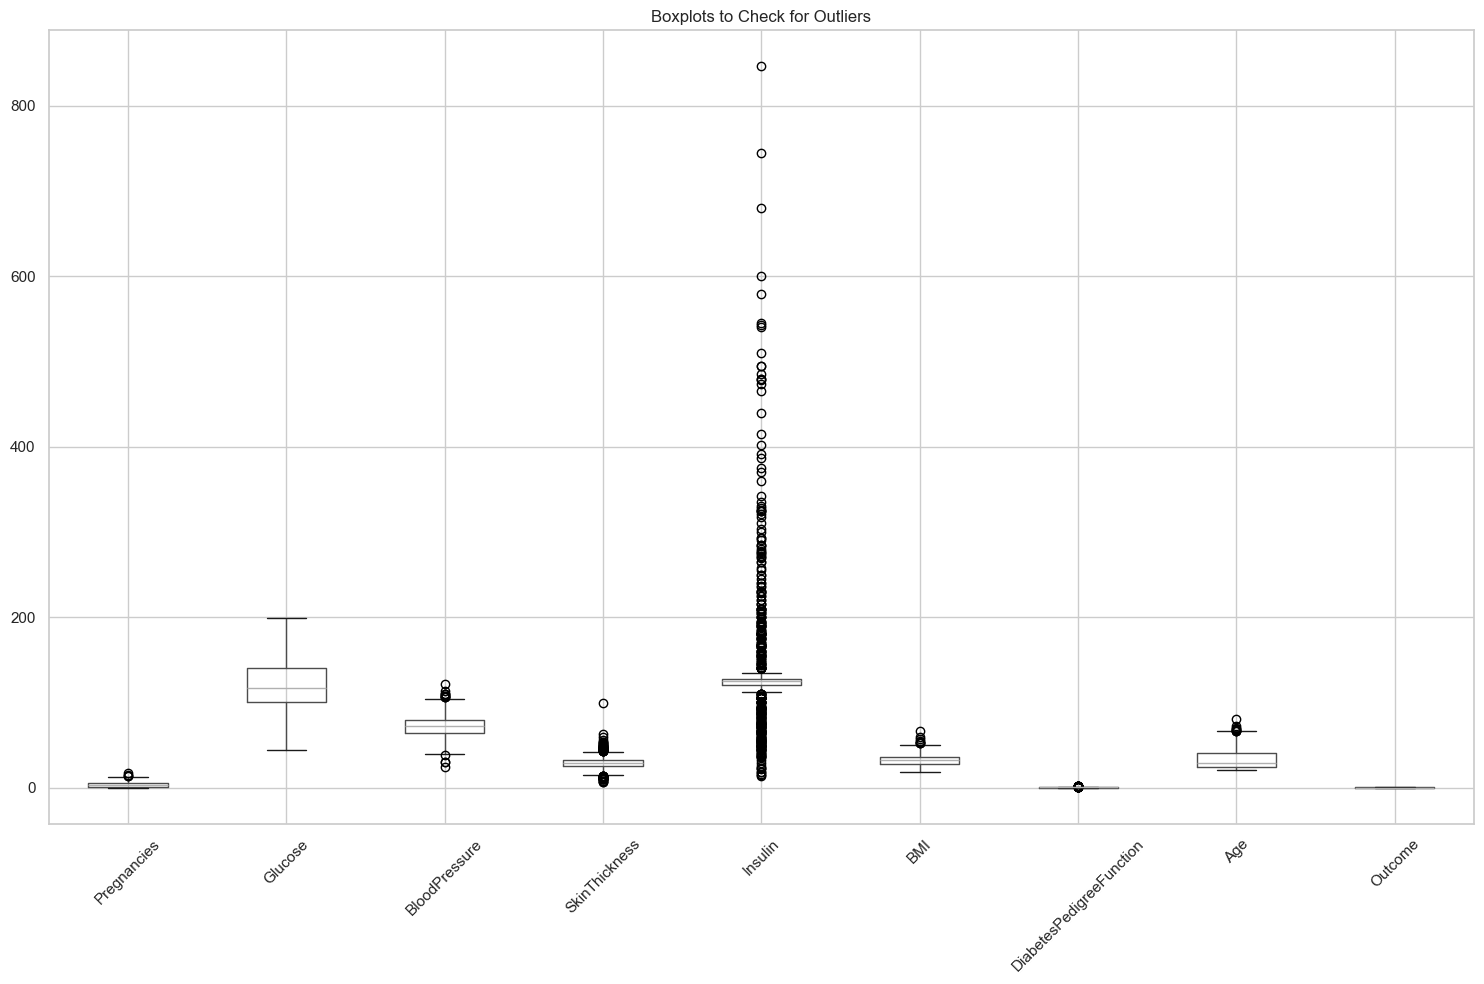 Boxplots to Check for Outliers
800
600
400
200
0
Pregnancies
Glucose
BloodPressure
SkinThickness
Insulin
BMI
DiabetesPedigreeFunction
Age
Outcome